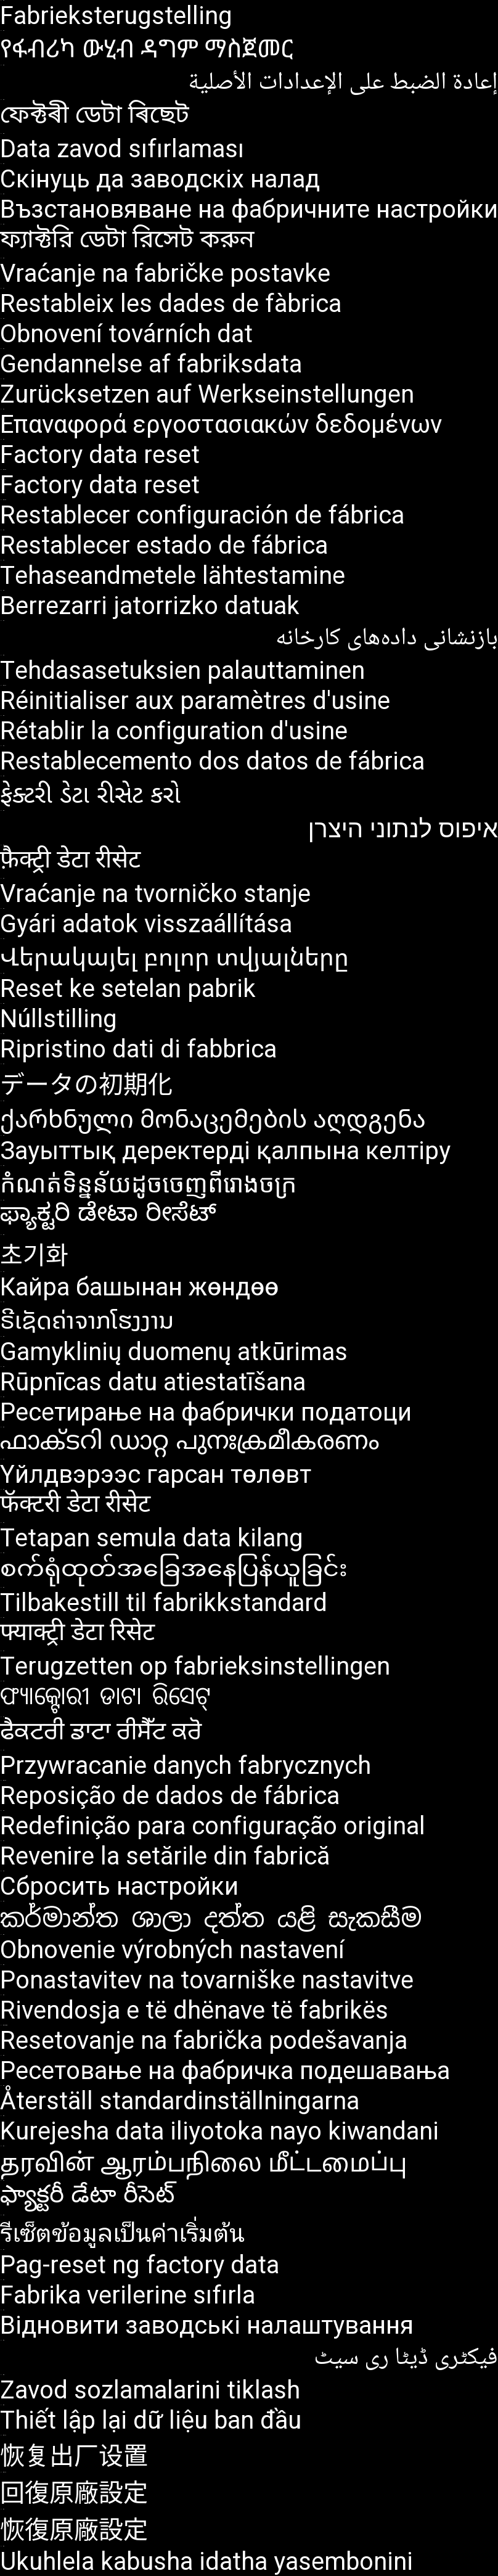 Fabrieksterugstelling
የፋብሪካ ውሂብ ዳግም ማስጀመር
إعادة الضبط على الإعدادات الأصلية
ফেক্টৰী ডেটা ৰিছেট
Data zavod sıfırlaması
Скінуць да заводскіх налад
Възстановяване на фабричните настройки
ফ্যাক্টরি ডেটা রিসেট করুন
Vraćanje na fabričke postavke
Restableix les dades de fàbrica
Obnovení továrních dat
Gendannelse af fabriksdata
Zurücksetzen auf Werkseinstellungen
Επαναφορά εργοστασιακών δεδομένων
Factory data reset
Factory data reset
Restablecer configuración de fábrica
Restablecer estado de fábrica
Tehaseandmetele lähtestamine
Berrezarri jatorrizko datuak
بازنشانی داده‌های کارخانه
Tehdasasetuksien palauttaminen
Réinitialiser aux paramètres d'usine
Rétablir la configuration d'usine
Restablecemento dos datos de fábrica
ફેક્ટરી ડેટા રીસેટ કરો
איפוס לנתוני היצרן
फ़ैक्ट्री डेटा रीसेट
Vraćanje na tvorničko stanje
Gyári adatok visszaállítása
Վերակայել բոլոր տվյալները
Reset ke setelan pabrik
Núllstilling
Ripristino dati di fabbrica
データの初期化
ქარხნული მონაცემების აღდგენა
Зауыттық деректерді қалпына келтіру
កំណត់​ទិន្នន័យ​ដូច​ចេញ​ពី​រោងចក្រ
ಫ್ಯಾಕ್ಟರಿ ಡೇಟಾ ರೀಸೆಟ್‌
초기화
Кайра башынан жөндөө
ຣີເຊັດຄ່າຈາກໂຮງງານ
Gamyklinių duomenų atkūrimas
Rūpnīcas datu atiestatīšana
Ресетирање на фабрички податоци
ഫാക്‌ടറി ഡാറ്റ പുനഃക്രമീകരണം
Үйлдвэрээс гарсан төлөвт
फॅक्टरी डेटा रीसेट
Tetapan semula data kilang
စက်ရုံထုတ်အခြေအနေပြန်ယူခြင်း
Tilbakestill til fabrikkstandard
फ्याक्ट्री डेटा रिसेट
Terugzetten op fabrieksinstellingen
ଫ୍ୟାକ୍ଟୋରୀ ଡାଟା ରିସେଟ୍
ਫੈਕਟਰੀ ਡਾਟਾ ਰੀਸੈੱਟ ਕਰੋ
Przywracanie danych fabrycznych
Reposição de dados de fábrica
Redefinição para configuração original
Revenire la setările din fabrică
Сбросить настройки
කර්මාන්ත ශාලා දත්ත යළි සැකසීම
Obnovenie výrobných nastavení
Ponastavitev na tovarniške nastavitve
Rivendosja e të dhënave të fabrikës
Resetovanje na fabrička podešavanja
Ресетовање на фабричка подешавања
Återställ standardinställningarna
Kurejesha data iliyotoka nayo kiwandani
தரவின் ஆரம்பநிலை மீட்டமைப்பு
ఫ్యాక్టరీ డేటా రీసెట్
รีเซ็ตข้อมูลเป็นค่าเริ่มต้น
Pag-reset ng factory data
Fabrika verilerine sıfırla
Відновити заводські налаштування
فیکٹری ڈیٹا ری سیٹ
Zavod sozlamalarini tiklash
Thiết lập lại dữ liệu ban đầu
恢复出厂设置
回復原廠設定
恢復原廠設定
Ukuhlela kabusha idatha yasembonini